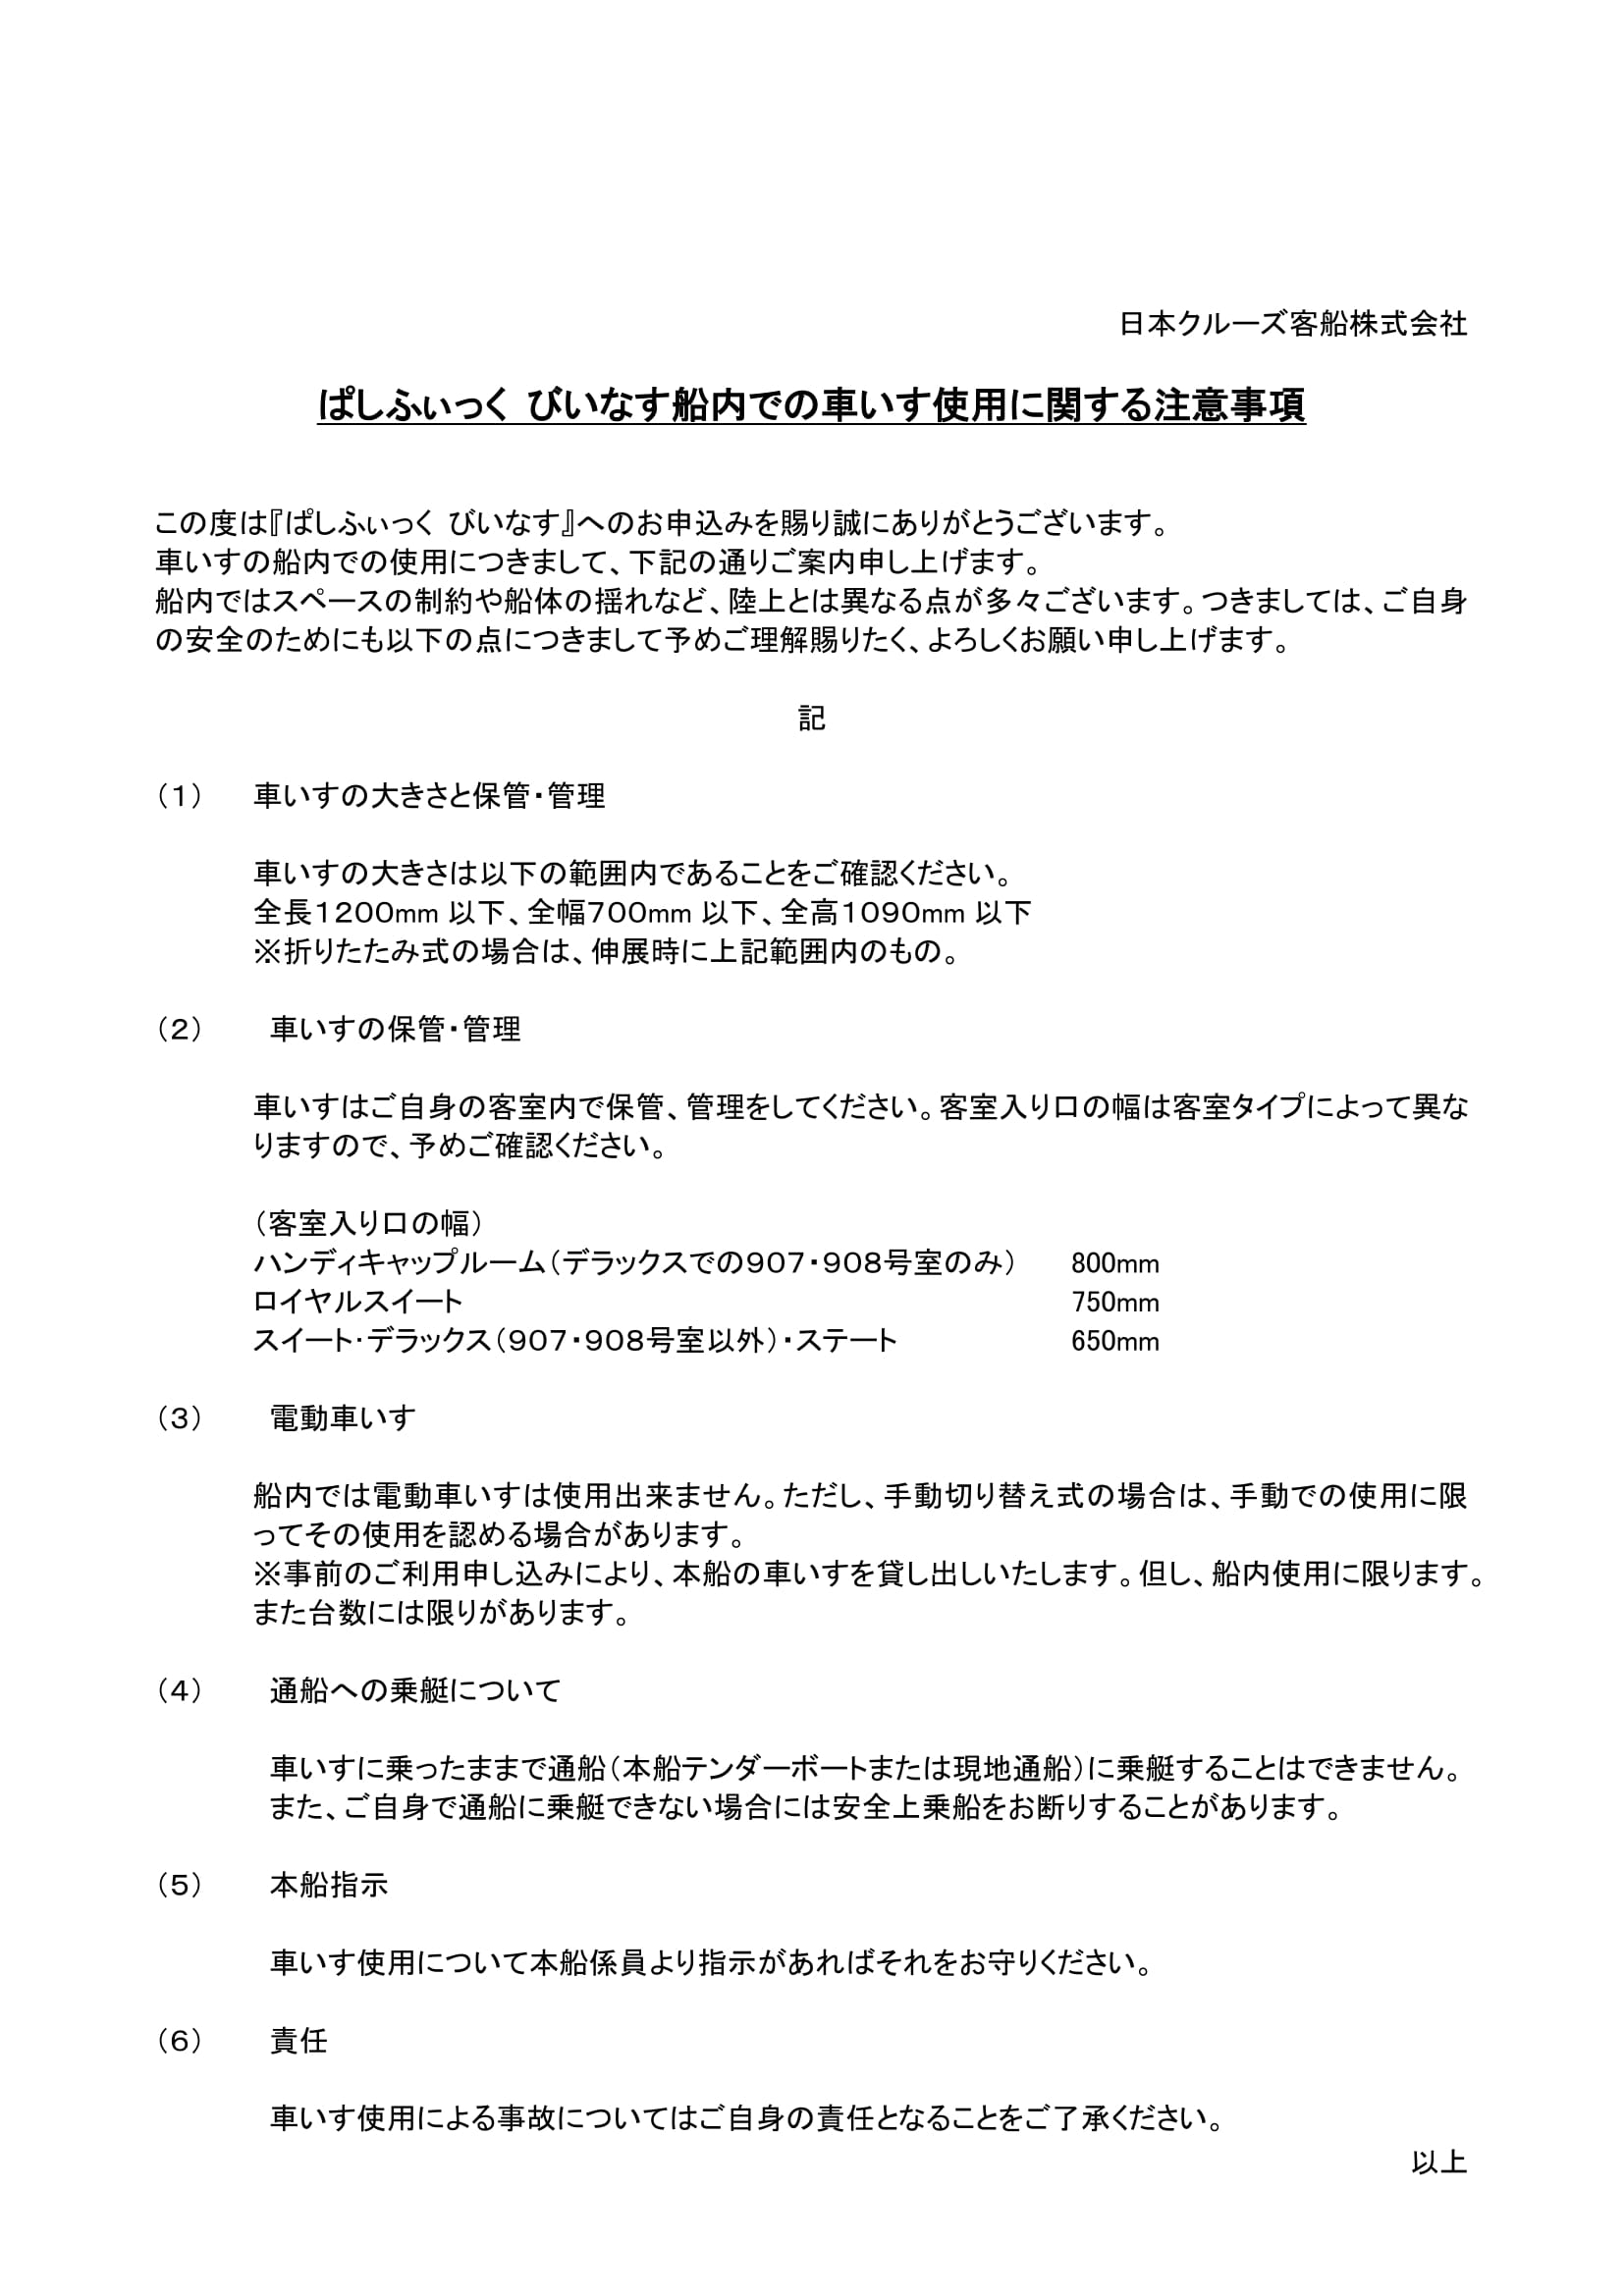 日本クルーズ客船株式会社
ぱしふぃっく びいなす船内での車いす使用に関する注意事項
この度は『ぱしふぃっく びいなす』へのお申込みを賜り誠にありがとうございます。
車いすの船内での使用につきまして、下記の通りご案内申し上げます。
船内ではスペースの制約や船体の揺れなど、陸上とは異なる点が多々ございます。つきましては、ご自身
の安全のためにも以下の点につきまして予めご理解賜りたく、よろしくお願い申し上げます。
記
（１） 車いすの大きさと保管・管理
車いすの大きさは以下の範囲内であることをご確認ください。
全長１２００mm 以下、全幅７００mm 以下、全高１０９０mm 以下
※折りたたみ式の場合は、伸展時に上記範囲内のもの。
（２） 車いすの保管・管理
車いすはご自身の客室内で保管、管理をしてください。客室入り口の幅は客室タイプによって異な
りますので、予めご確認ください。
（客室入り口の幅）
ハンディキャップルーム（デラックスでの９０７・９０８号室のみ） 800mm
ロイヤルスイート 750mm
スイート・デラックス（９０７・９０８号室以外）・ステート 650mm
（３） 電動車いす
船内では電動車いすは使用出来ません。ただし、手動切り替え式の場合は、手動での使用に限
ってその使用を認める場合があります。
※事前のご利用申し込みにより、本船の車いすを貸し出しいたします。但し、船内使用に限ります。
また台数には限りがあります。
（４） 通船への乗艇について
車いすに乗ったままで通船（本船テンダーボートまたは現地通船）に乗艇することはできません。
また、ご自身で通船に乗艇できない場合には安全上乗船をお断りすることがあります。
（５） 本船指示
車いす使用について本船係員より指示があればそれをお守りください。
（６） 責任
車いす使用による事故についてはご自身の責任となることをご了承ください。
以上